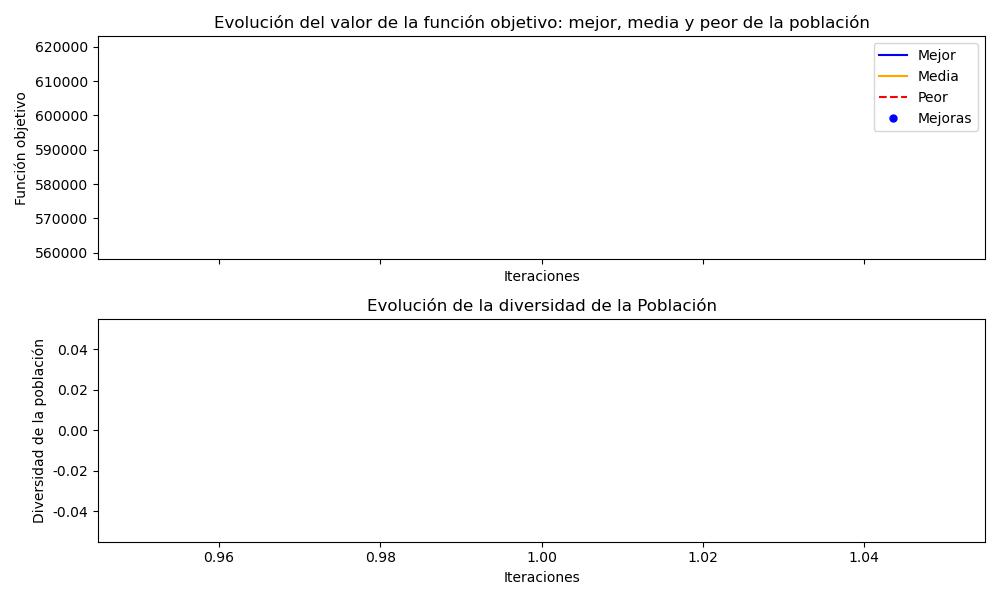 Evolución del valor de la función objetivo: mejor, media y peor de la población
620000
610000
600000
590000
580000
570000
560000
Función objetivo
Mejor
Media
Peor
Mejoras
Iteraciones
Evolución de la diversidad de la Población
0.04
0.02
0.00
-0.02
-0.04
Diversidad de la población
0.96
0.98
1.00
1.02
1.04
Iteraciones